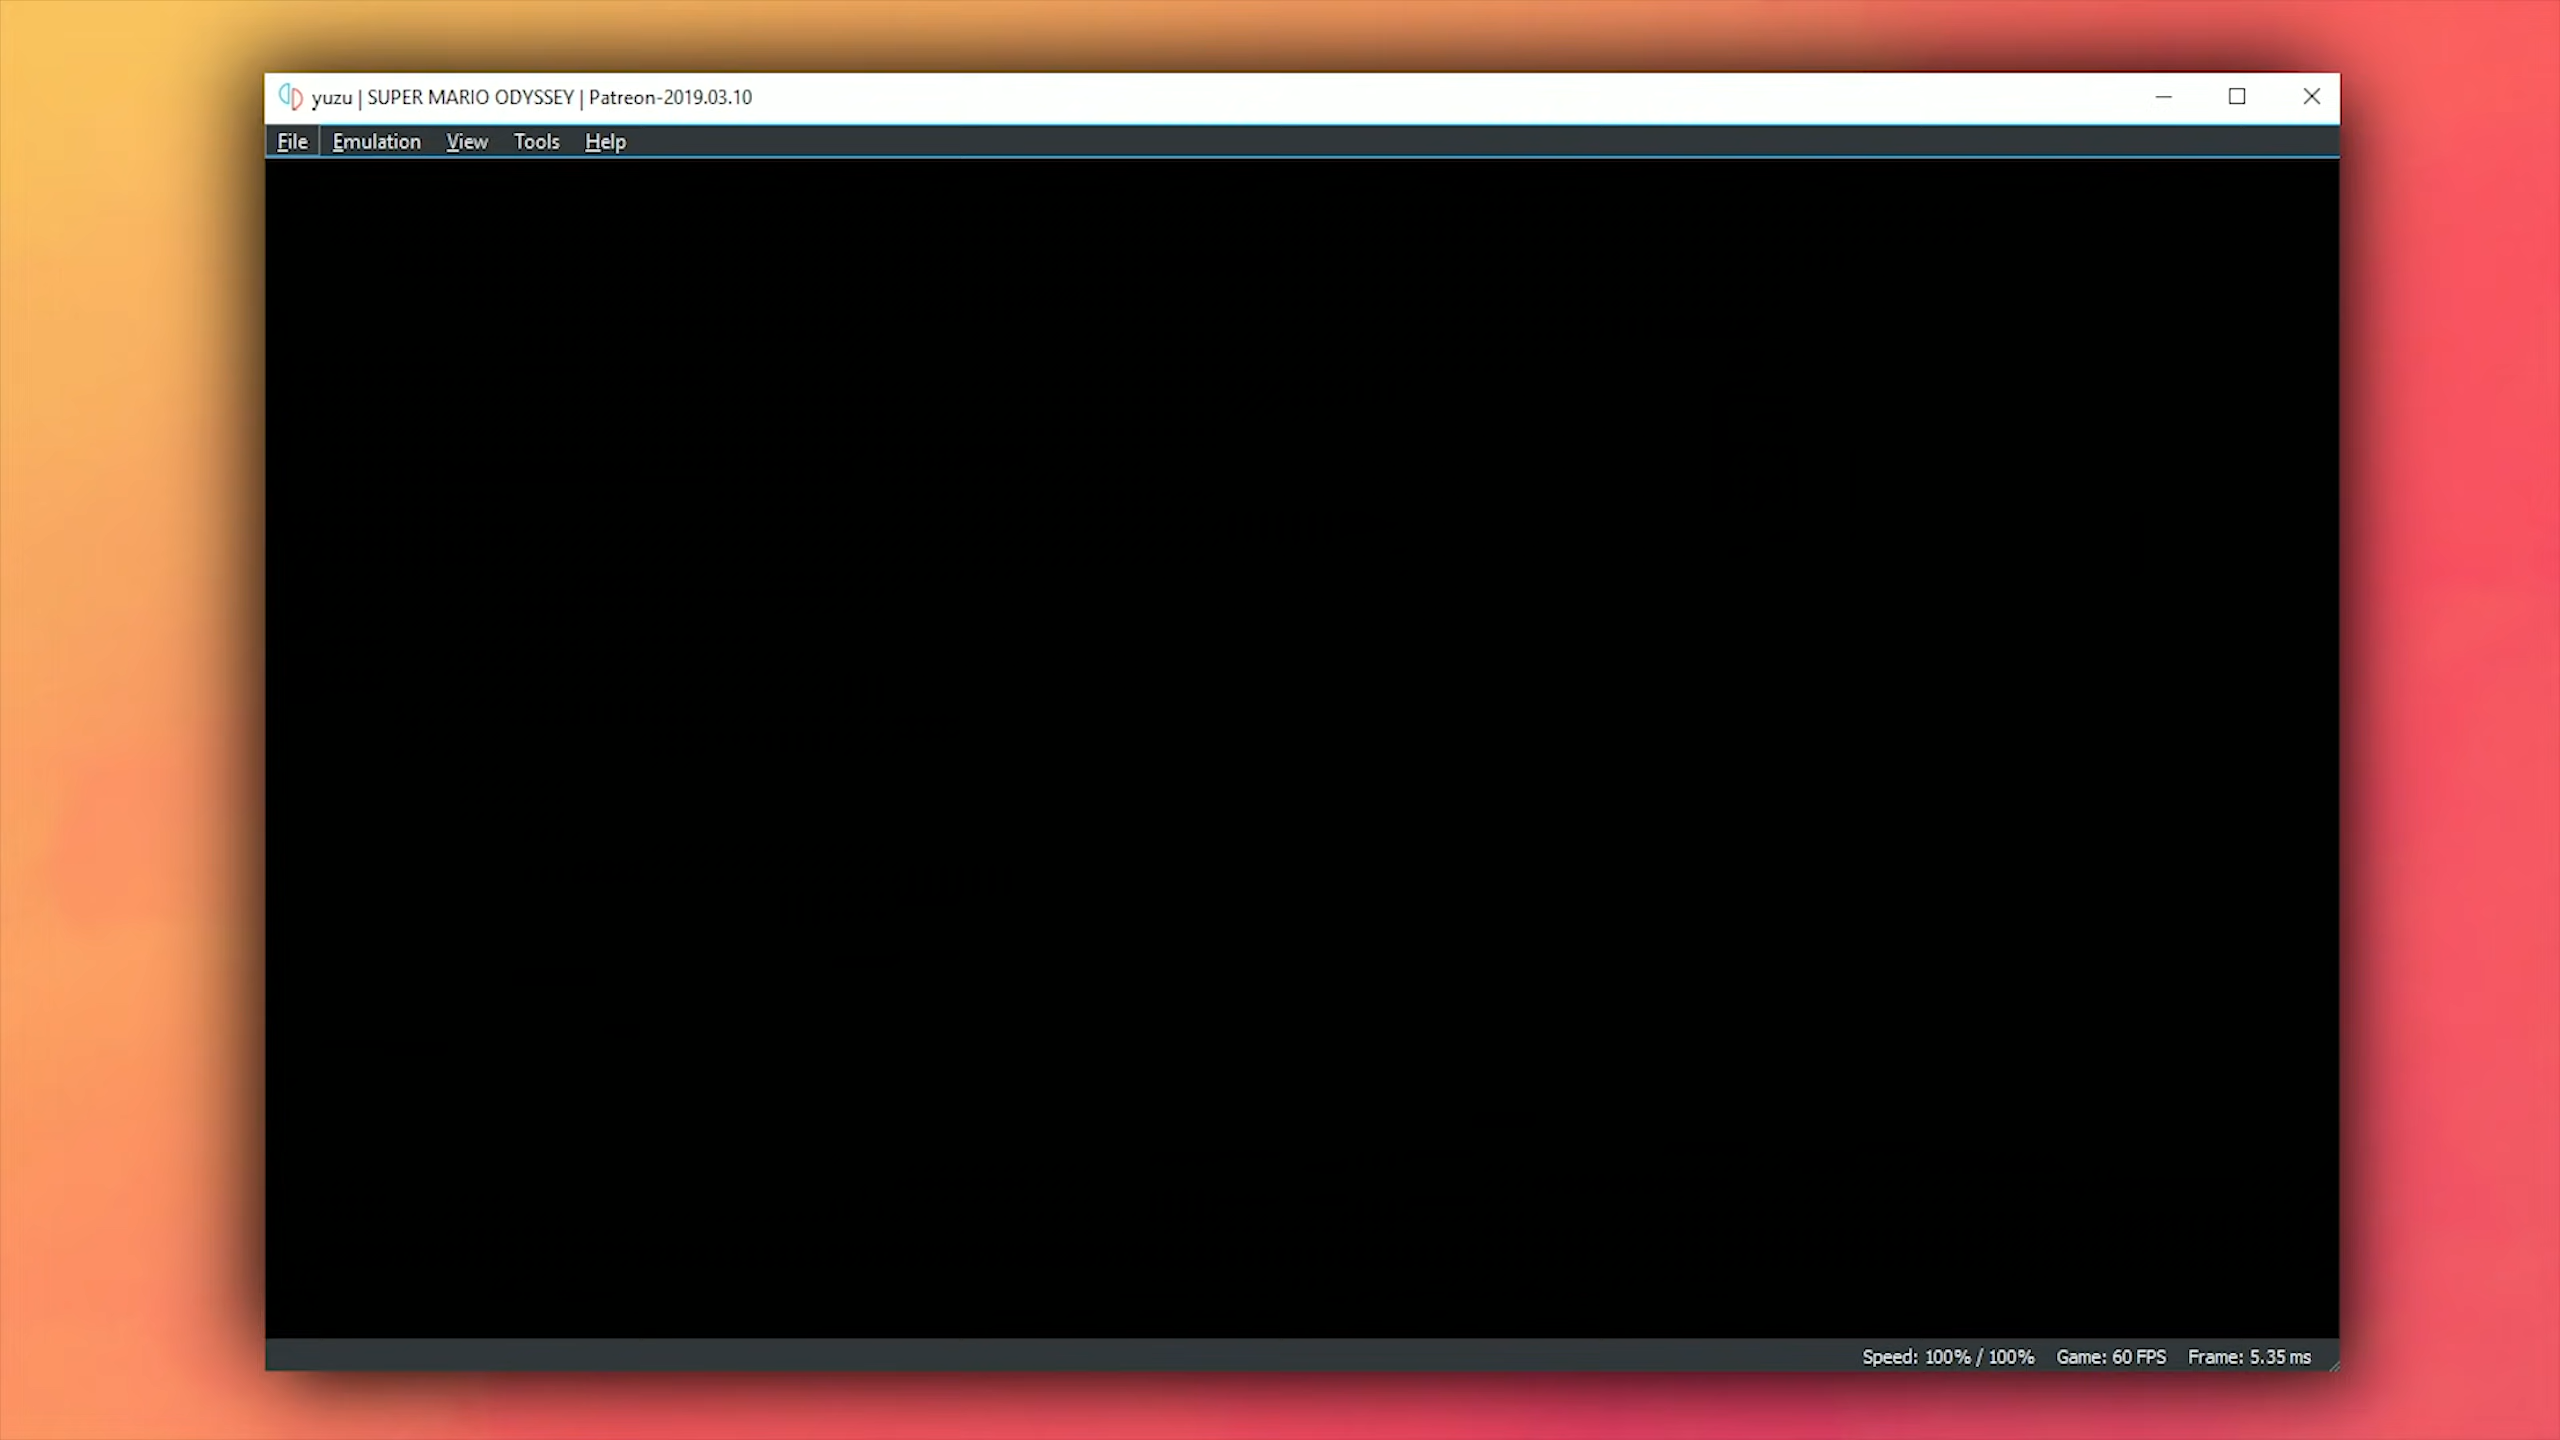 yuzu | SUPER MARIO ODYSSEY | Patreon-2019.03.10
File Emulation View Tools Help
Speed: 100% / 100% Game: 60 FPS Frame: 5.35 ms